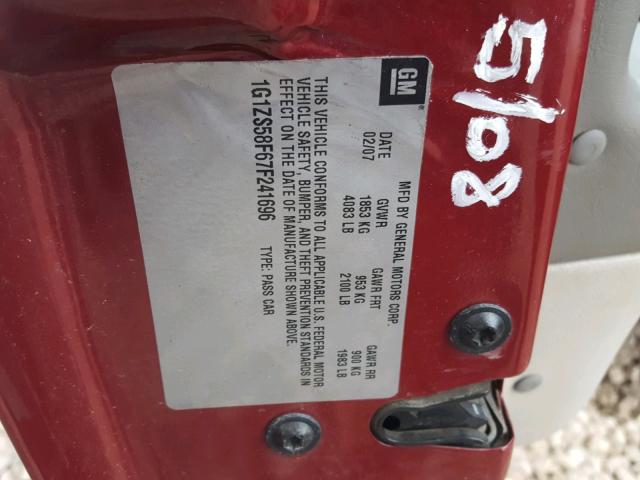 GM
MFD BY GENERAL MOTORS CORP.
DATE GVWR GAWR FRT GAWR RR
02/07 1853 KG 953 KG 900 KG
4083 LB 2100 LB 1983 LB
THIS VEHICLE CONFORMS TO ALL APPLICABLE U.S. FEDERAL MOTOR
VEHICLE SAFETY, BUMPER, AND THEFT PREVENTION STANDARDS IN
EFFECT ON THE DATE OF MANUFACTURE SHOWN ABOVE.
1G1ZS58F67F241696 TYPE: PASS CAR
5/08